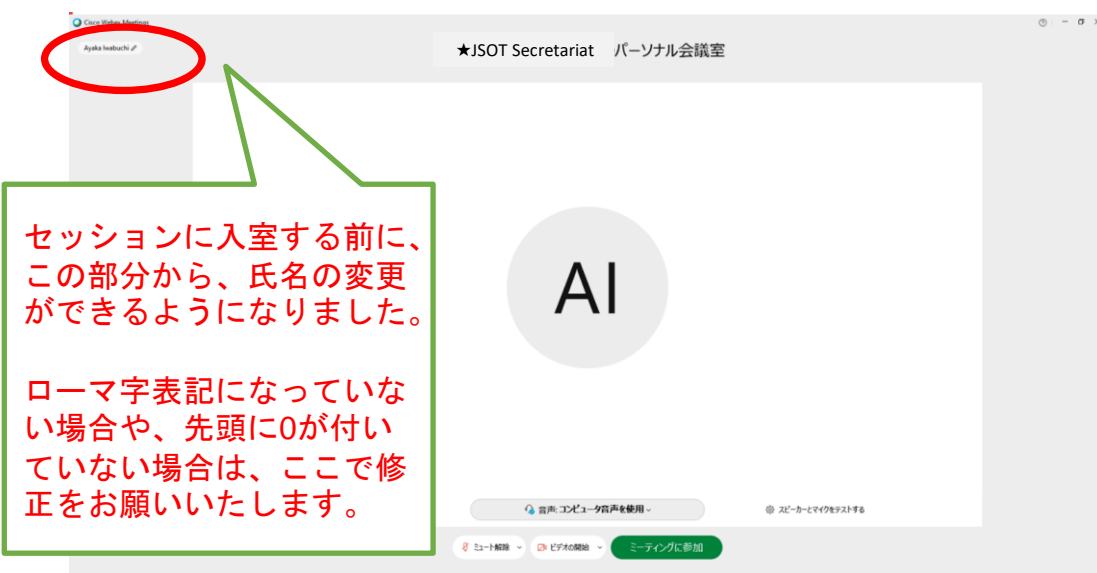 Cisco Webex Meetings
Ayaka Iwabuchi
★JSOT Secretariat のパーソナル会議室
セッションに入室する前に、
この部分から、氏名の変更
ができるようになりました。
ローマ字表記になっていな
い場合や、先頭に0が付い
ていない場合は、ここで修
正をお願いいたします。
AI
音声: コンピュータ音声を使用
スピーカーとマイクをテストする
ミュート解除
ビデオの開始
ミーティングに参加